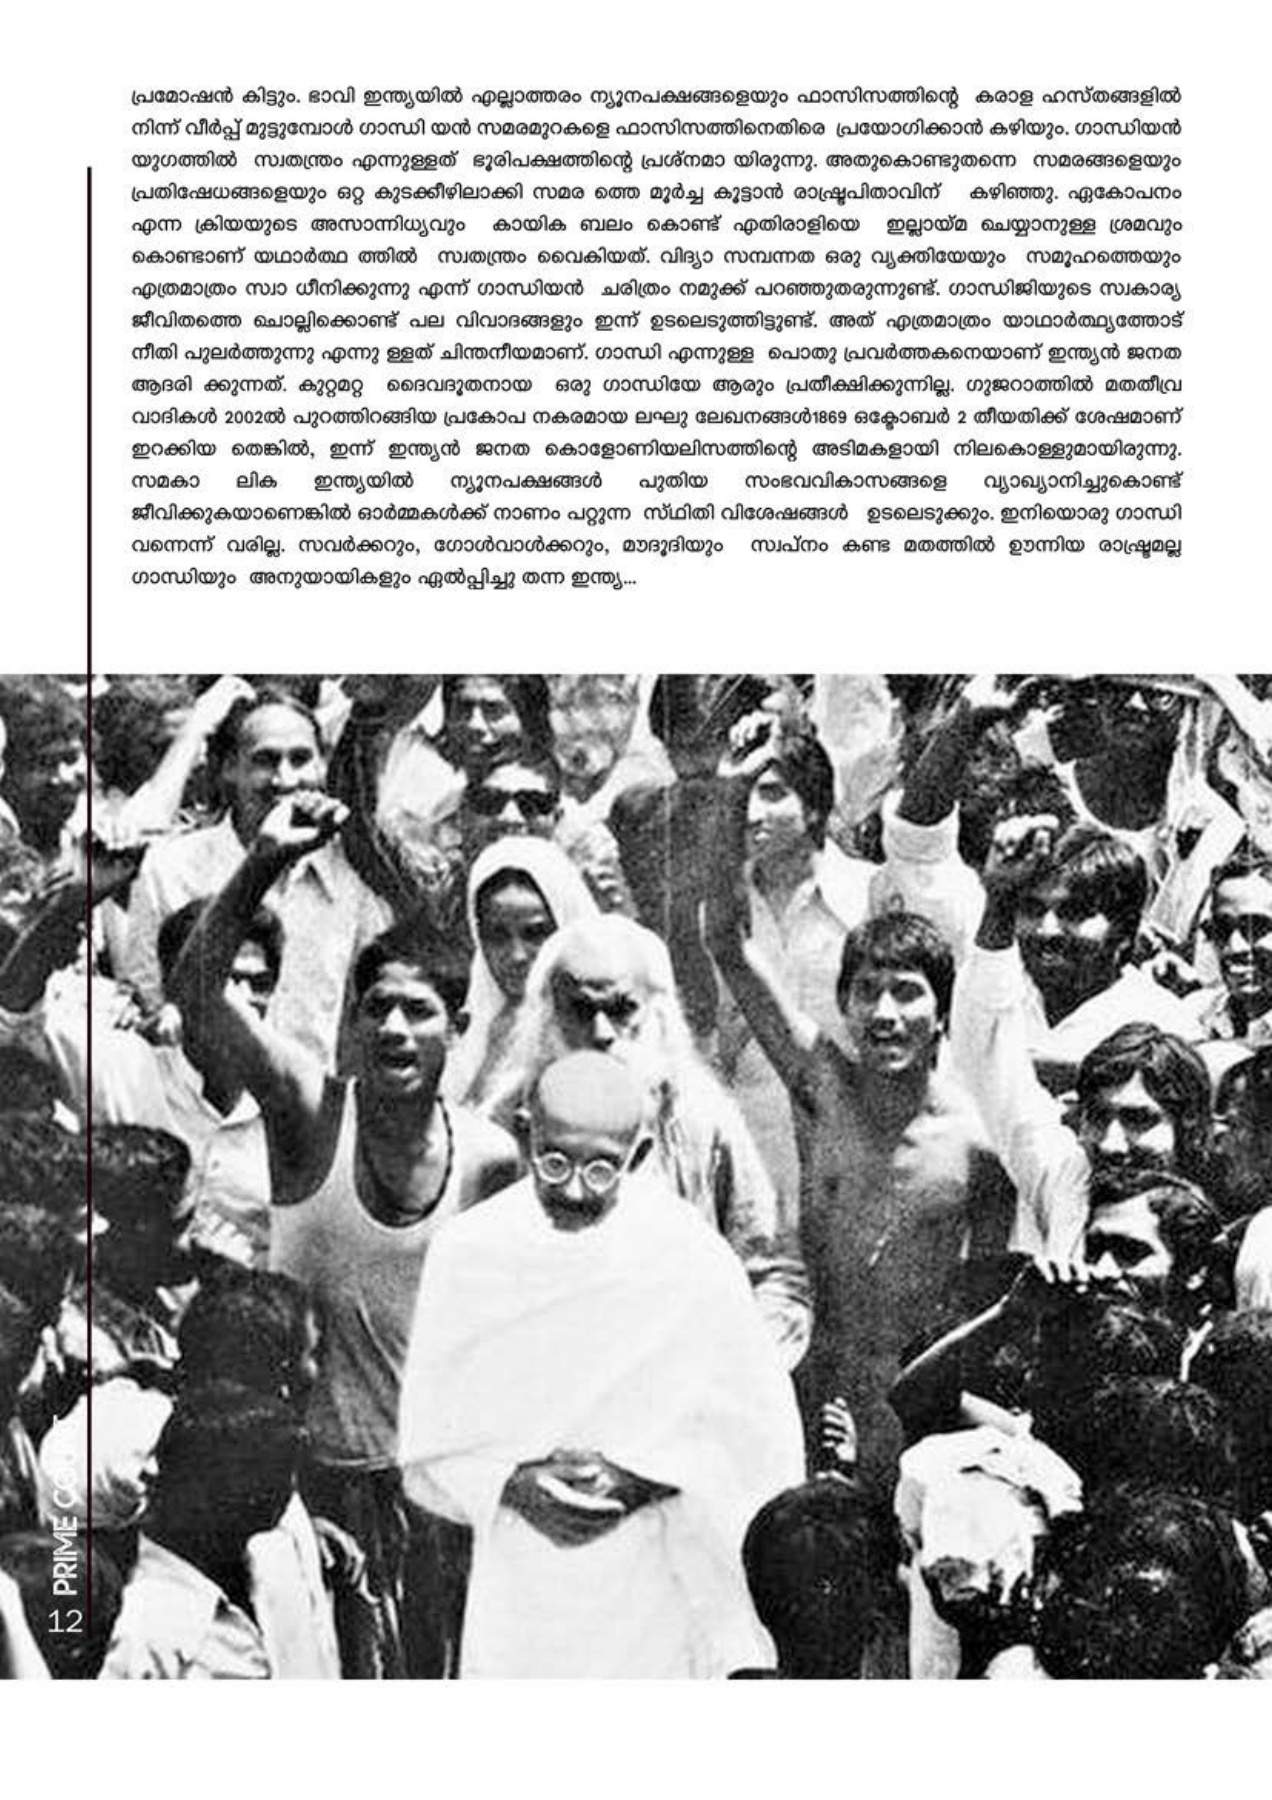 പ്രമോഷൻ കിട്ടും. ഭാവി ഇന്ത്യയിൽ എല്ലാത്തരം ന്യൂനപക്ഷങ്ങളെയും ഫാസിസത്തിന്റെ കരാള ഹസ്തങ്ങളിൽ
നിന്ന് വീർപ്പ് മുട്ടുമ്പോൾ ഗാന്ധി യൻ സമരമുറകളെ ഫാസിസത്തിനെതിരെ പ്രയോഗിക്കാൻ കഴിയും. ഗാന്ധിയൻ
യുഗത്തിൽ സ്വതന്ത്രം എന്നുള്ളത് ഭൂരിപക്ഷത്തിന്റെ പ്രശ്നമാ യിരുന്നു. അതുകൊണ്ടുതന്നെ സമരങ്ങളെയും
പ്രതിഷേധങ്ങളെയും ഒറ്റ കുടക്കീഴിലാക്കി സമര ത്തെ മൂർച്ച കൂട്ടാൻ രാഷ്ട്രപിതാവിന് കഴിഞ്ഞു. ഏകോപനം
എന്ന ക്രിയയുടെ അസാന്നിധ്യവും കായിക ബലം കൊണ്ട് എതിരാളിയെ ഇല്ലായ്മ ചെയ്യാനുള്ള ശ്രമവും
കൊണ്ടാണ് യഥാർത്ഥ ത്തിൽ സ്വതന്ത്രം വൈകിയത്. വിദ്യാ സമ്പന്നത ഒരു വ്യക്തിയേയും സമൂഹത്തെയും
എത്രമാത്രം സ്വാ ധീനിക്കുന്നു എന്ന് ഗാന്ധിയൻ ചരിത്രം നമുക്ക് പറഞ്ഞുതരുന്നുണ്ട്. ഗാന്ധിജിയുടെ സ്വകാര്യ
ജീവിതത്തെ ചൊല്ലിക്കൊണ്ട് പല വിവാദങ്ങളും ഇന്ന് ഉടലെടുത്തിട്ടുണ്ട്. അത് എത്രമാത്രം യാഥാർത്ഥ്യത്തോട്
നീതി പുലർത്തുന്നു എന്നു ള്ളത് ചിന്തനീയമാണ്. ഗാന്ധി എന്നുള്ള പൊതു പ്രവർത്തകനെയാണ് ഇന്ത്യൻ ജനത
ആദരി ക്കുന്നത്. കുറ്റമറ്റ ദൈവദൂതനായ ഒരു ഗാന്ധിയേ ആരും പ്രതീക്ഷിക്കുന്നില്ല. ഗുജറാത്തിൽ മതതീവ്ര
വാദികൾ 2002ൽ പുറത്തിറങ്ങിയ പ്രകോപ നകരമായ ലഘു ലേഖനങ്ങൾ1869 ഒക്ടോബർ 2 തീയതിക്ക് ശേഷമാണ്
ഇറക്കിയ തെങ്കിൽ, ഇന്ന് ഇന്ത്യൻ ജനത കൊളോണിയലിസത്തിന്റെ അടിമകളായി നിലകൊള്ളുമായിരുന്നു.
സമകാ ലിക ഇന്ത്യയിൽ ന്യൂനപക്ഷങ്ങൾ പുതിയ സംഭവവികാസങ്ങളെ വ്യാഖ്യാനിച്ചുകൊണ്ട്
ജീവിക്കുകയാണെങ്കിൽ ഓർമ്മകൾക്ക് നാണം പറ്റുന്ന സ്ഥിതി വിശേഷങ്ങൾ ഉടലെടുക്കും. ഇനിയൊരു ഗാന്ധി
വന്നെന്ന് വരില്ല. സവർക്കറും, ഗോൾവാൾക്കറും, മൗദൂദിയും സ്വപ്നം കണ്ട മതത്തിൽ ഊന്നിയ രാഷ്ട്രമല്ല
ഗാന്ധിയും അനുയായികളും ഏൽപ്പിച്ചു തന്ന ഇന്ത്യ...
PRIME
12